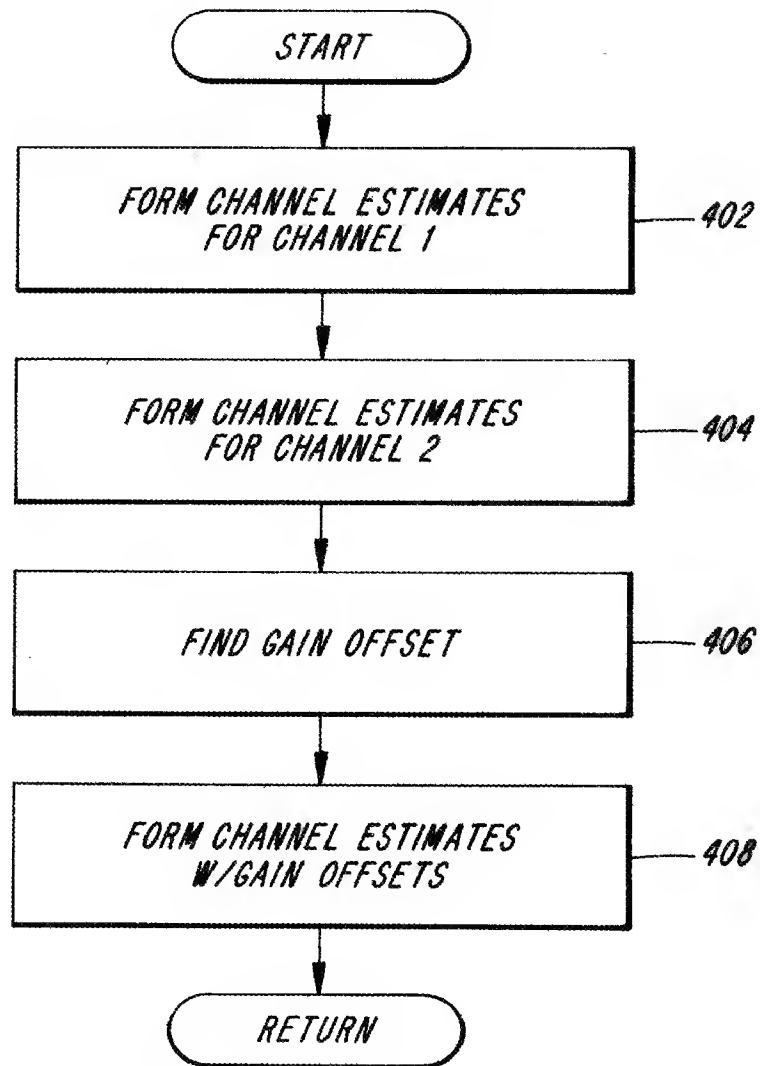 START
FORM CHANNEL ESTIMATES
FOR CHANNEL 1
402
FORM CHANNEL ESTIMATES
FOR CHANNEL 2
404
FIND GAIN OFFSET
406
FORM CHANNEL ESTIMATES
W/GAIN OFFSETS
408
RETURN